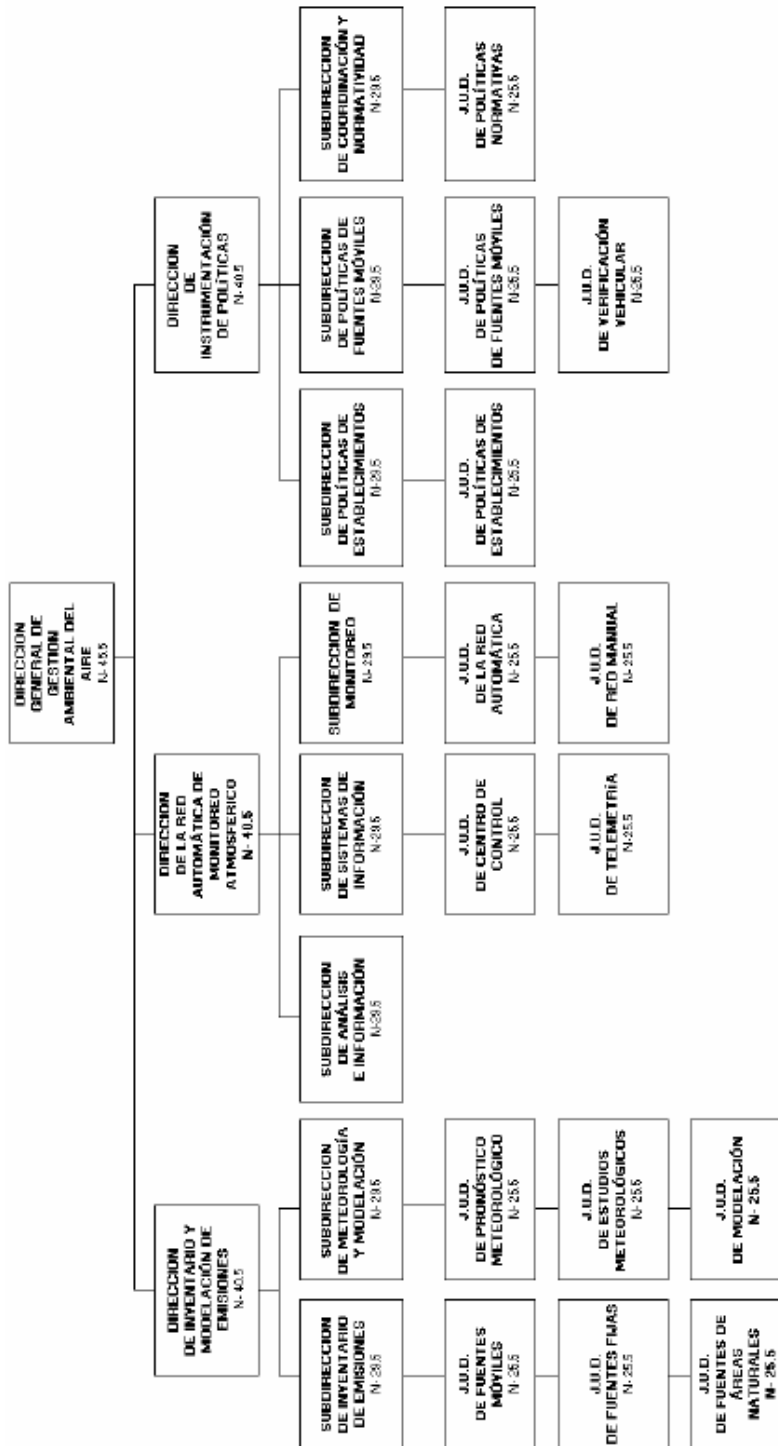 DIRECCION
GENERAL DE
GESTION
AMBIENTAL DEL
AIRE
N-45.5
DIRECCION
DE INVENTARIO Y
MODELACIÓN DE
EMISIONES
N- 40.5
DIRECCION
DE LA RED
AUTOMÁTICA DE
MONITOREO
ATMOSFERICO
N- 40.5
DIRECCION
DE
INSTRUMENTACIÓN
DE POLÍTICAS
N- 40.5
SUBDIRECCION
DE INVENTARIO
DE EMISIONES
N-29.5
SUBDIRECCION
DE METEOROLOGÍA
Y MODELACIÓN
N-29.5
SUBDIRECCION
DE ANÁLISIS
E INFORMACIÓN
N-29.5
SUBDIRECCION
DE SISTEMAS DE
INFORMACIÓN
N-29.5
SUBDIRECCION DE
MONITOREO
N- 29.5
SUBDIRECCION
DE POLÍTICAS DE
ESTABLECIMIENTOS
N-29.5
SUBDIRECCION
DE POLÍTICAS DE
FUENTES MÓVILES
N-29.5
SUBDIRECCION
DE COORDINACIÓN Y
NORMATIVIDAD
N-29.5
J.U.D.
DE FUENTES
MÓVILES
N- 25.5
J.U.D.
DE PRONÓSTICO
METEOROLÓGICO
N- 25.5
J.U.D.
DE CENTRO DE
CONTROL
N-25.5
J.U.D.
DE LA RED
AUTOMÁTICA
N- 25.5
J.U.D.
DE POLÍTICAS DE
ESTABLECIMIENTOS
N-25.5
J.U.D.
DE POLÍTICAS
DE FUENTES MÓVILES
N-25.5
J.U.D.
DE POLÍTICAS
NORMATIVAS
N-25.5
J.U.D.
DE FUENTES FIJAS
N- 25.5
J.U.D.
DE ESTUDIOS
METEOROLÓGICOS
N- 25.5
J.U.D.
DE TELEMETRÍA
N-25.5
J.U.D.
DE RED MANUAL
N- 25.5
J.U.D.
DE VERIFICACIÓN
VEHICULAR
N-25.5
J.U.D.
DE FUENTES DE
ÁREAS
NATURALES
N- 25.5
J.U.D.
DE MODELACIÓN
N- 25.5